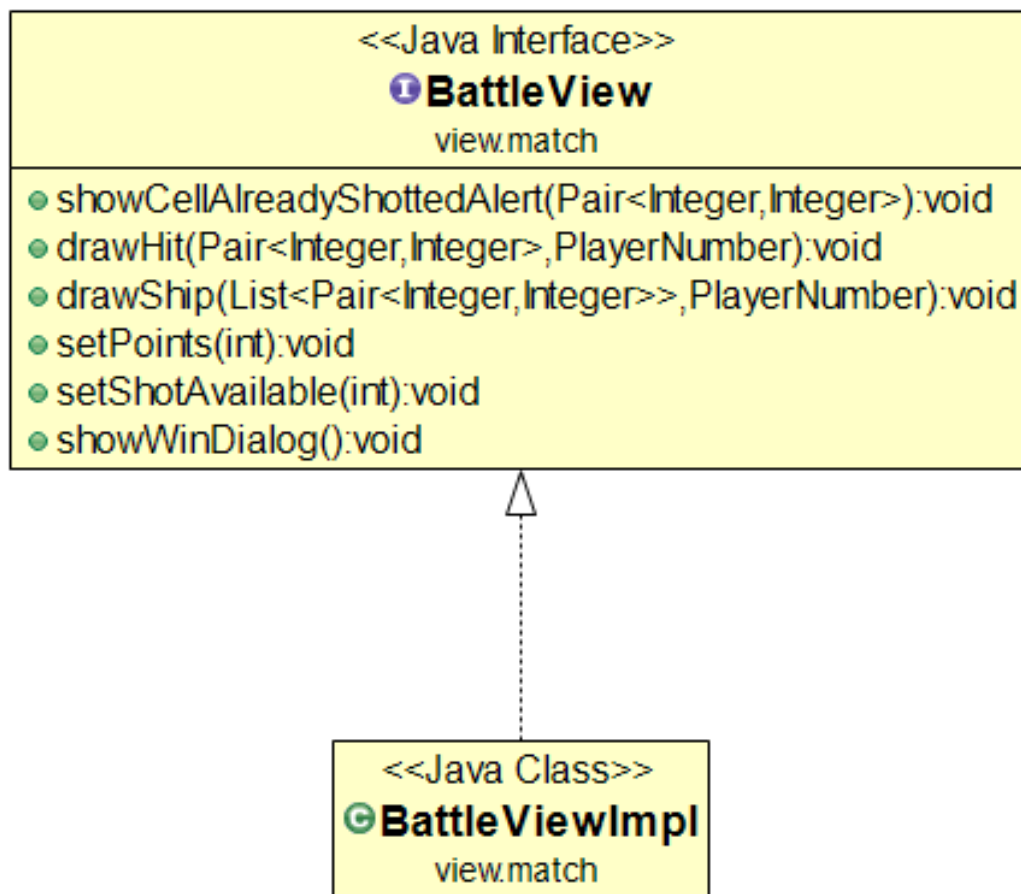 <<Java Interface>>
I BattleView
view.match
showCellAlreadyShottedAlert(Pair<Integer,Integer>):void
drawHit(Pair<Integer,Integer>,PlayerNumber):void
drawShip(List<Pair<Integer,Integer>>,PlayerNumber):void
setPoints(int):void
setShotAvailable(int):void
showWinDialog():void
<<Java Class>>
C BattleViewImpl
view.match